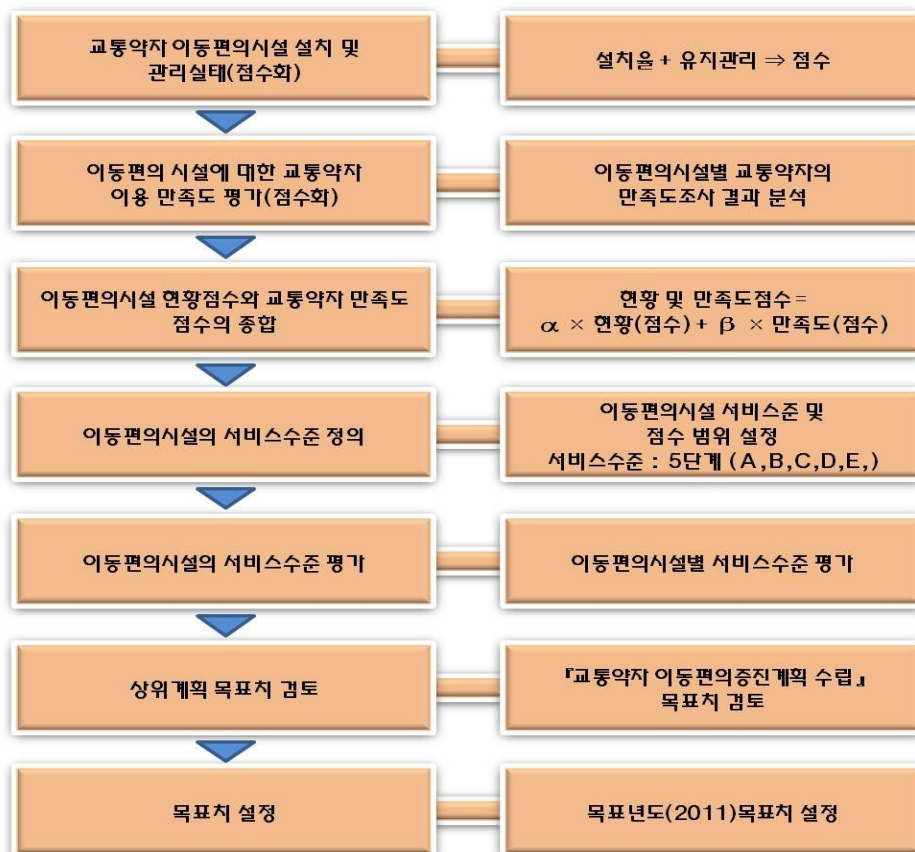 교통약자 이동편의시설 설치 및
관리실태(점수화)
설치율 + 유지관리 ⇒ 점수
이동편의 시설에 대한 교통약자
이용 만족도 평가(점수화)
이동편의시설별 교통약자의
만족도조사 결과 분석
이동편의시설 현황점수와 교통약자 만족도
점수의 종합
현황 및 만족도점수 =
α × 현황(점수) + β × 만족도(점수)
이동편의시설의 서비스수준 정의
이동편의시설 서비스준 및
점수 범위 설정
서비스수준 : 5단계 (A,B,C,D,E,)
이동편의시설의 서비스수준 평가
이동편의시설별 서비스수준 평가
상위계획 목표치 검토
『교통약자 이동편의증진계획 수립』
목표치 검토
목표치 설정
목표년도(2011)목표치 설정